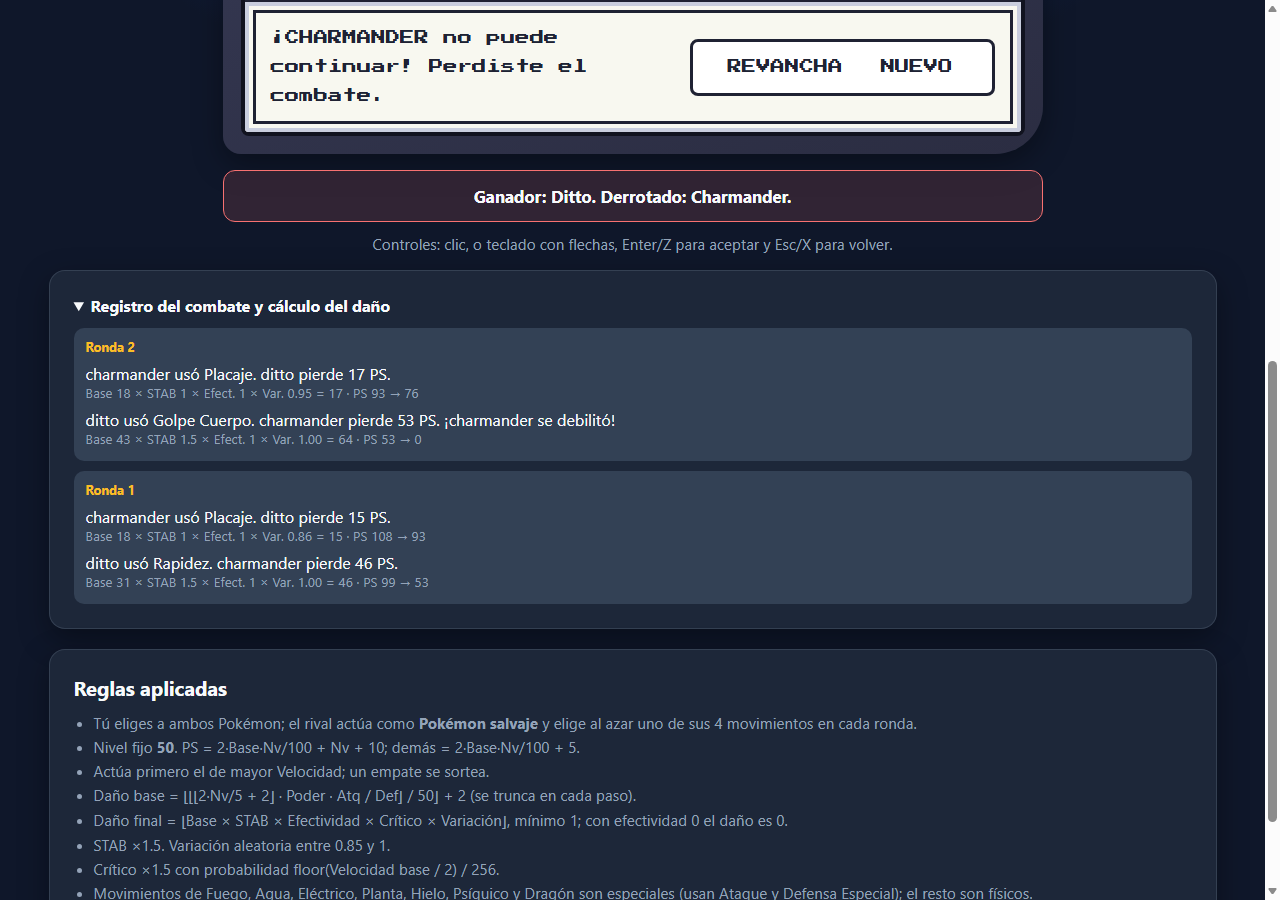 ¡CHARMANDER no puede
continuar! Perdiste el
combate.
REVANCHA NUEVO
Ganador: Ditto. Derrotado: Charmander.
Controles: clic, o teclado con flechas, Enter/Z para aceptar y Esc/X para volver.
▼ Registro del combate y cálculo del daño
Ronda 2
charmander usó Placaje. ditto pierde 17 PS.
Base 18 × STAB 1 × Efect. 1 × Var. 0.95 = 17 · PS 93 → 76
ditto usó Golpe Cuerpo. charmander pierde 53 PS. ¡charmander se debilitó!
Base 43 × STAB 1.5 × Efect. 1 × Var. 1.00 = 64 · PS 53 → 0
Ronda 1
charmander usó Placaje. ditto pierde 15 PS.
Base 18 × STAB 1 × Efect. 1 × Var. 0.86 = 15 · PS 108 → 93
ditto usó Rapidez. charmander pierde 46 PS.
Base 31 × STAB 1.5 × Efect. 1 × Var. 1.00 = 46 · PS 99 → 53
Reglas aplicadas
• Tú eliges a ambos Pokémon; el rival actúa como Pokémon salvaje y elige al azar uno de sus 4 movimientos en cada ronda.
• Nivel fijo 50. PS = 2·Base·Nv/100 + Nv + 10; demás = 2·Base·Nv/100 + 5.
• Actúa primero el de mayor Velocidad; un empate se sortea.
• Daño base = ⌊⌊⌊2·Nv/5 + 2⌋ · Poder · Atq / Def⌋ / 50⌋ + 2 (se trunca en cada paso).
• Daño final = ⌊Base × STAB × Efectividad × Crítico × Variación⌋, mínimo 1; con efectividad 0 el daño es 0.
• STAB ×1.5. Variación aleatoria entre 0.85 y 1.
• Crítico ×1.5 con probabilidad floor(Velocidad base / 2) / 256.
• Movimientos de Fuego, Agua, Eléctrico, Planta, Hielo, Psíquico y Dragón son especiales (usan Ataque y Defensa Especial); el resto son físicos.